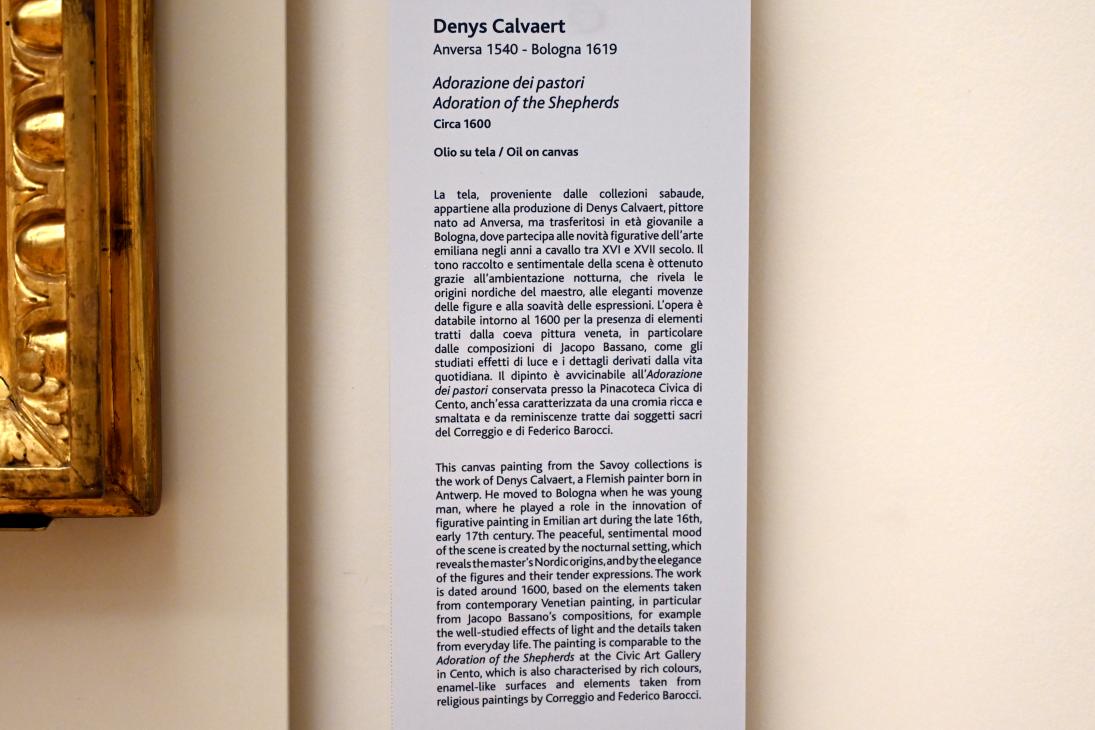 Denys Calvaert
Anversa 1540 - Bologna 1619
Adorazione dei pastori
Adoration of the Shepherds
Circa 1600
Olio su tela / Oil on canvas
La tela, proveniente dalle collezioni sabaude,
appartiene alla produzione di Denys Calvaert, pittore
nato ad Anversa, ma trasferitosi in età giovanile a
Bologna, dove partecipa alle novità figurative dell'arte
emiliana negli anni a cavallo tra XVI e XVII secolo. Il
tono raccolto e sentimentale della scena è ottenuto
grazie all'ambientazione notturna, che rivela le
origini nordiche del maestro, alle eleganti movenze
delle figure e alla soavità delle espressioni. L'opera è
databile intorno al 1600 per la presenza di elementi
tratti dalla coeva pittura veneta, in particolare
dalle composizioni di Jacopo Bassano, come gli
studiati effetti di luce e i dettagli derivati dalla vita
quotidiana. Il dipinto è avvicinabile all'Adorazione
dei pastori conservata presso la Pinacoteca Civica di
Cento, anch'essa caratterizzata da una cromia ricca e
smaltata e da reminiscenze tratte dai soggetti sacri
del Correggio e di Federico Barocci.
This canvas painting from the Savoy collections is
the work of Denys Calvaert, a Flemish painter born in
Antwerp. He moved to Bologna when he was young
man, where he played a role in the innovation of
figurative painting in Emilian art during the late 16th,
early 17th century. The peaceful, sentimental mood
of the scene is created by the nocturnal setting, which
reveals the master's Nordic origins, and by the elegance
of the figures and their tender expressions. The work
is dated around 1600, based on the elements taken
from contemporary Venetian painting, in particular
from Jacopo Bassano's compositions, for example
the well-studied effects of light and the details taken
from everyday life. The painting is comparable to the
Adoration of the Shepherds at the Civic Art Gallery
in Cento, which is also characterised by rich colours,
enamel-like surfaces and elements taken from
religious paintings by Correggio and Federico Barocci.